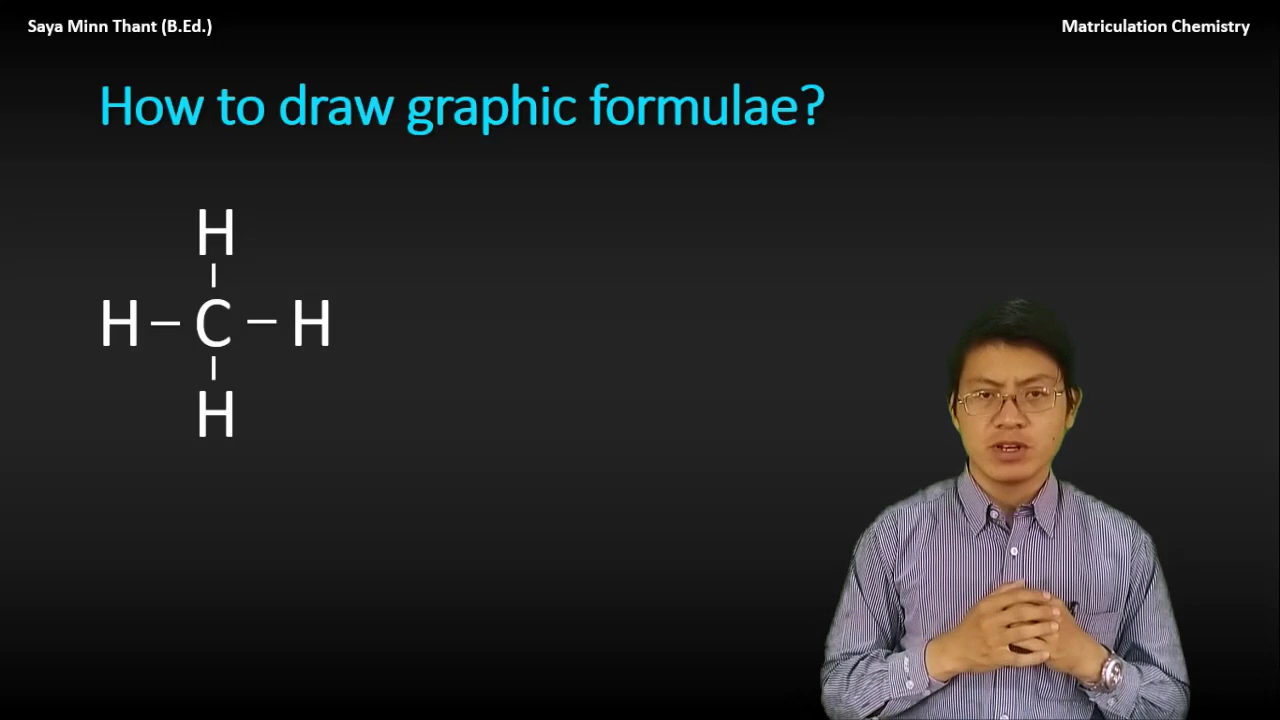 Saya Minn Thant (B.Ed.)
Matriculation Chemistry
How to draw graphic formulae?
H
H – C – H
H